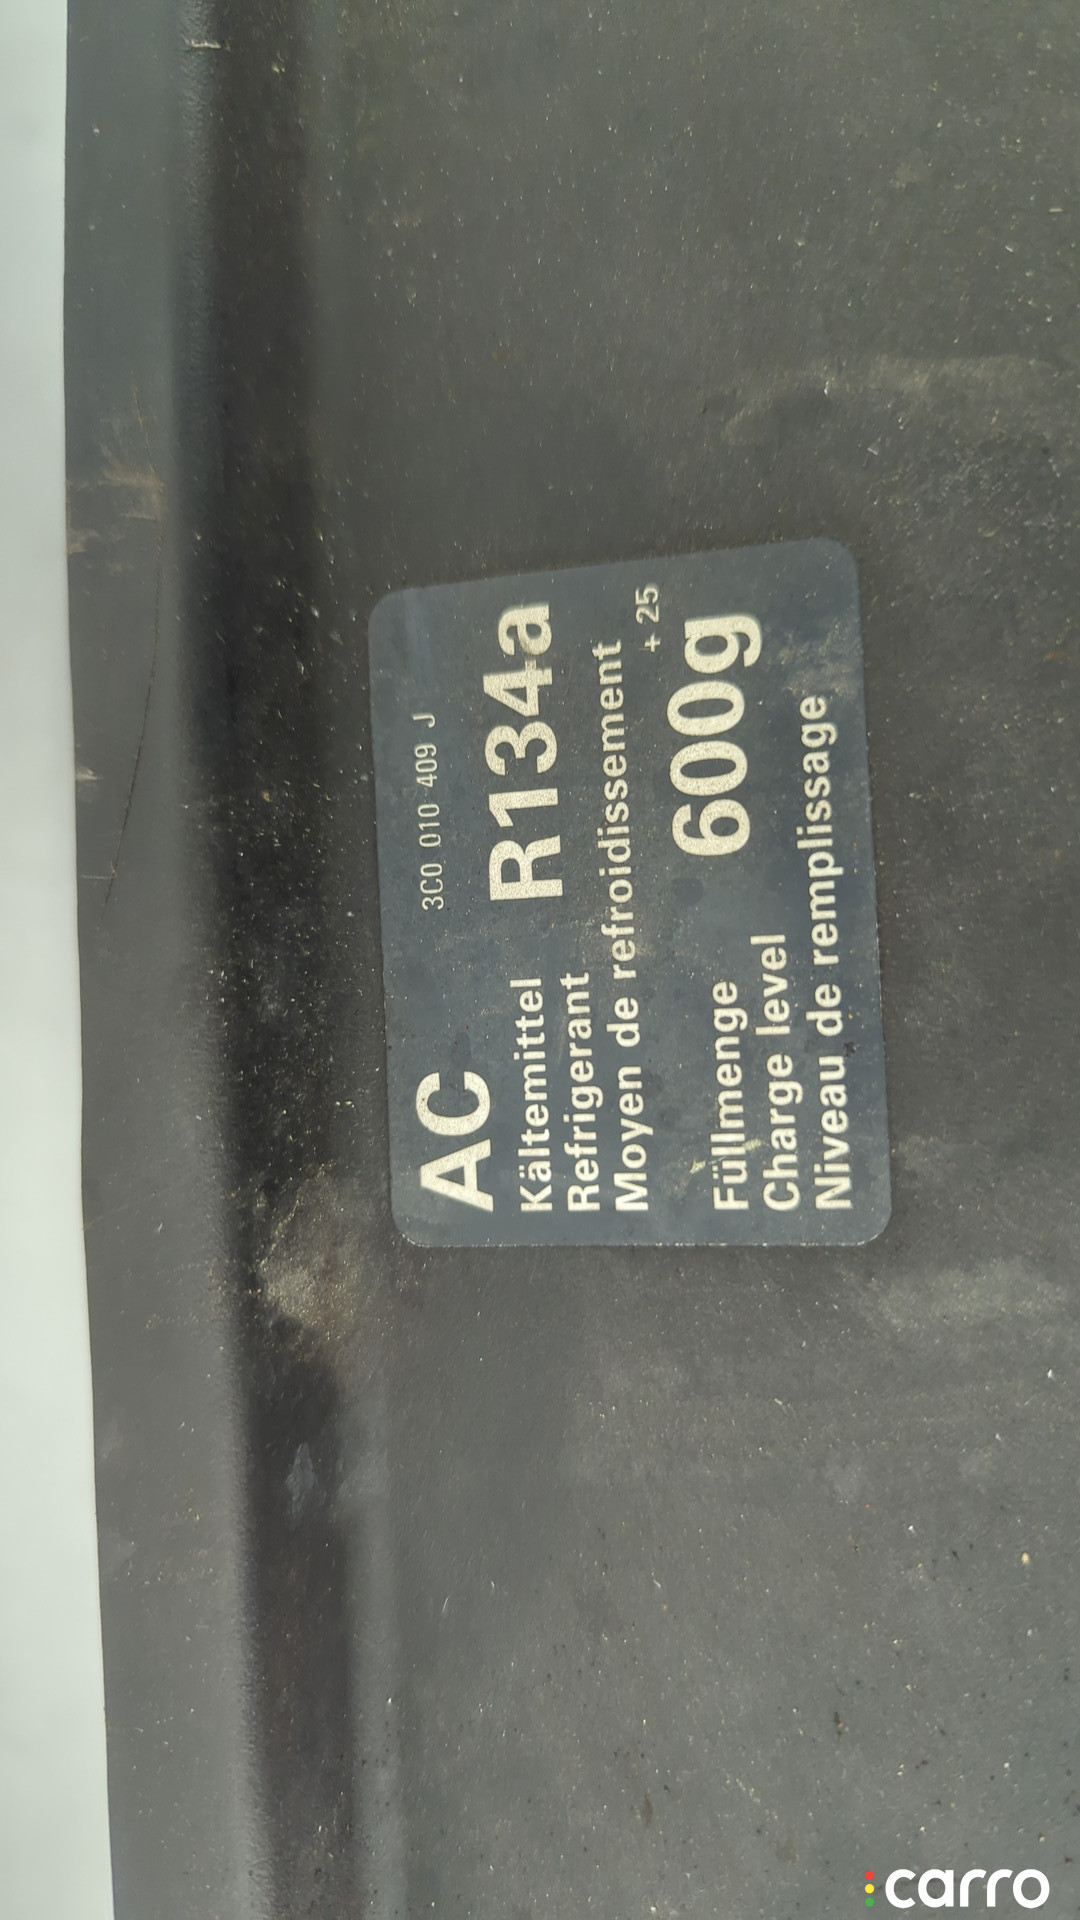 AC 3C0 010 409 J
Kältemittel R134a
Refrigerant
Moyen de refroidissement
+ 25
Füllmenge 600g
Charge level
Niveau de remplissage
carro